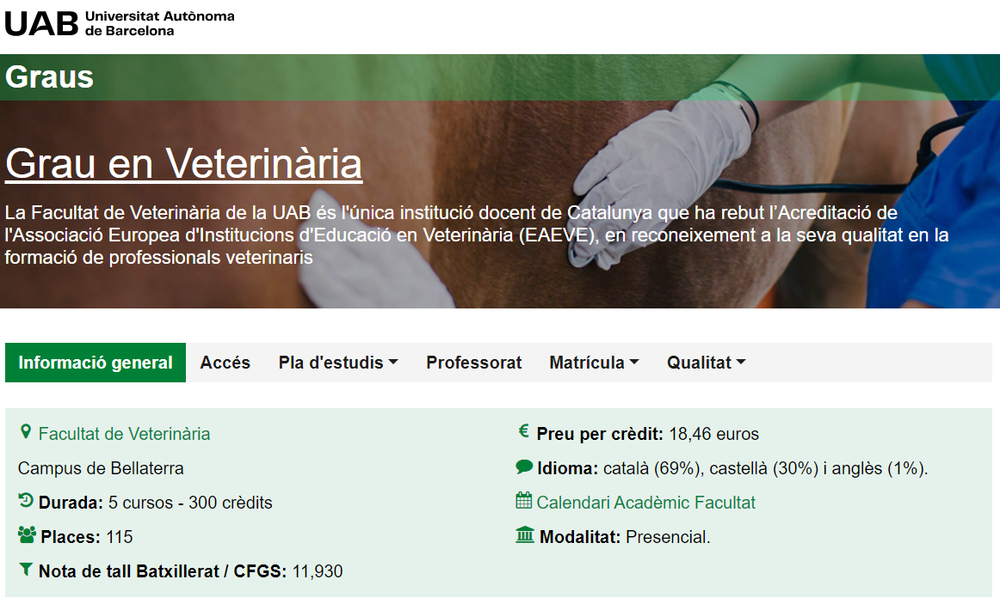 UAB Universitat Autònoma
de Barcelona
Graus
Grau en Veterinària
La Facultat de Veterinària de la UAB és l'única institució docent de Catalunya que ha rebut l’Acreditació de
l'Associació Europea d'Institucions d'Educació en Veterinària (EAEVE), en reconeixement a la seva qualitat en la
formació de professionals veterinaris
Informació general Accés Pla d'estudis Professorat Matrícula Qualitat
Facultat de Veterinària
Campus de Bellaterra
Durada: 5 cursos - 300 crèdits
Places: 115
Nota de tall Batxillerat / CFGS: 11,930
Preu per crèdit: 18,46 euros
Idioma: català (69%), castellà (30%) i anglès (1%).
Calendari Acadèmic Facultat
Modalitat: Presencial.